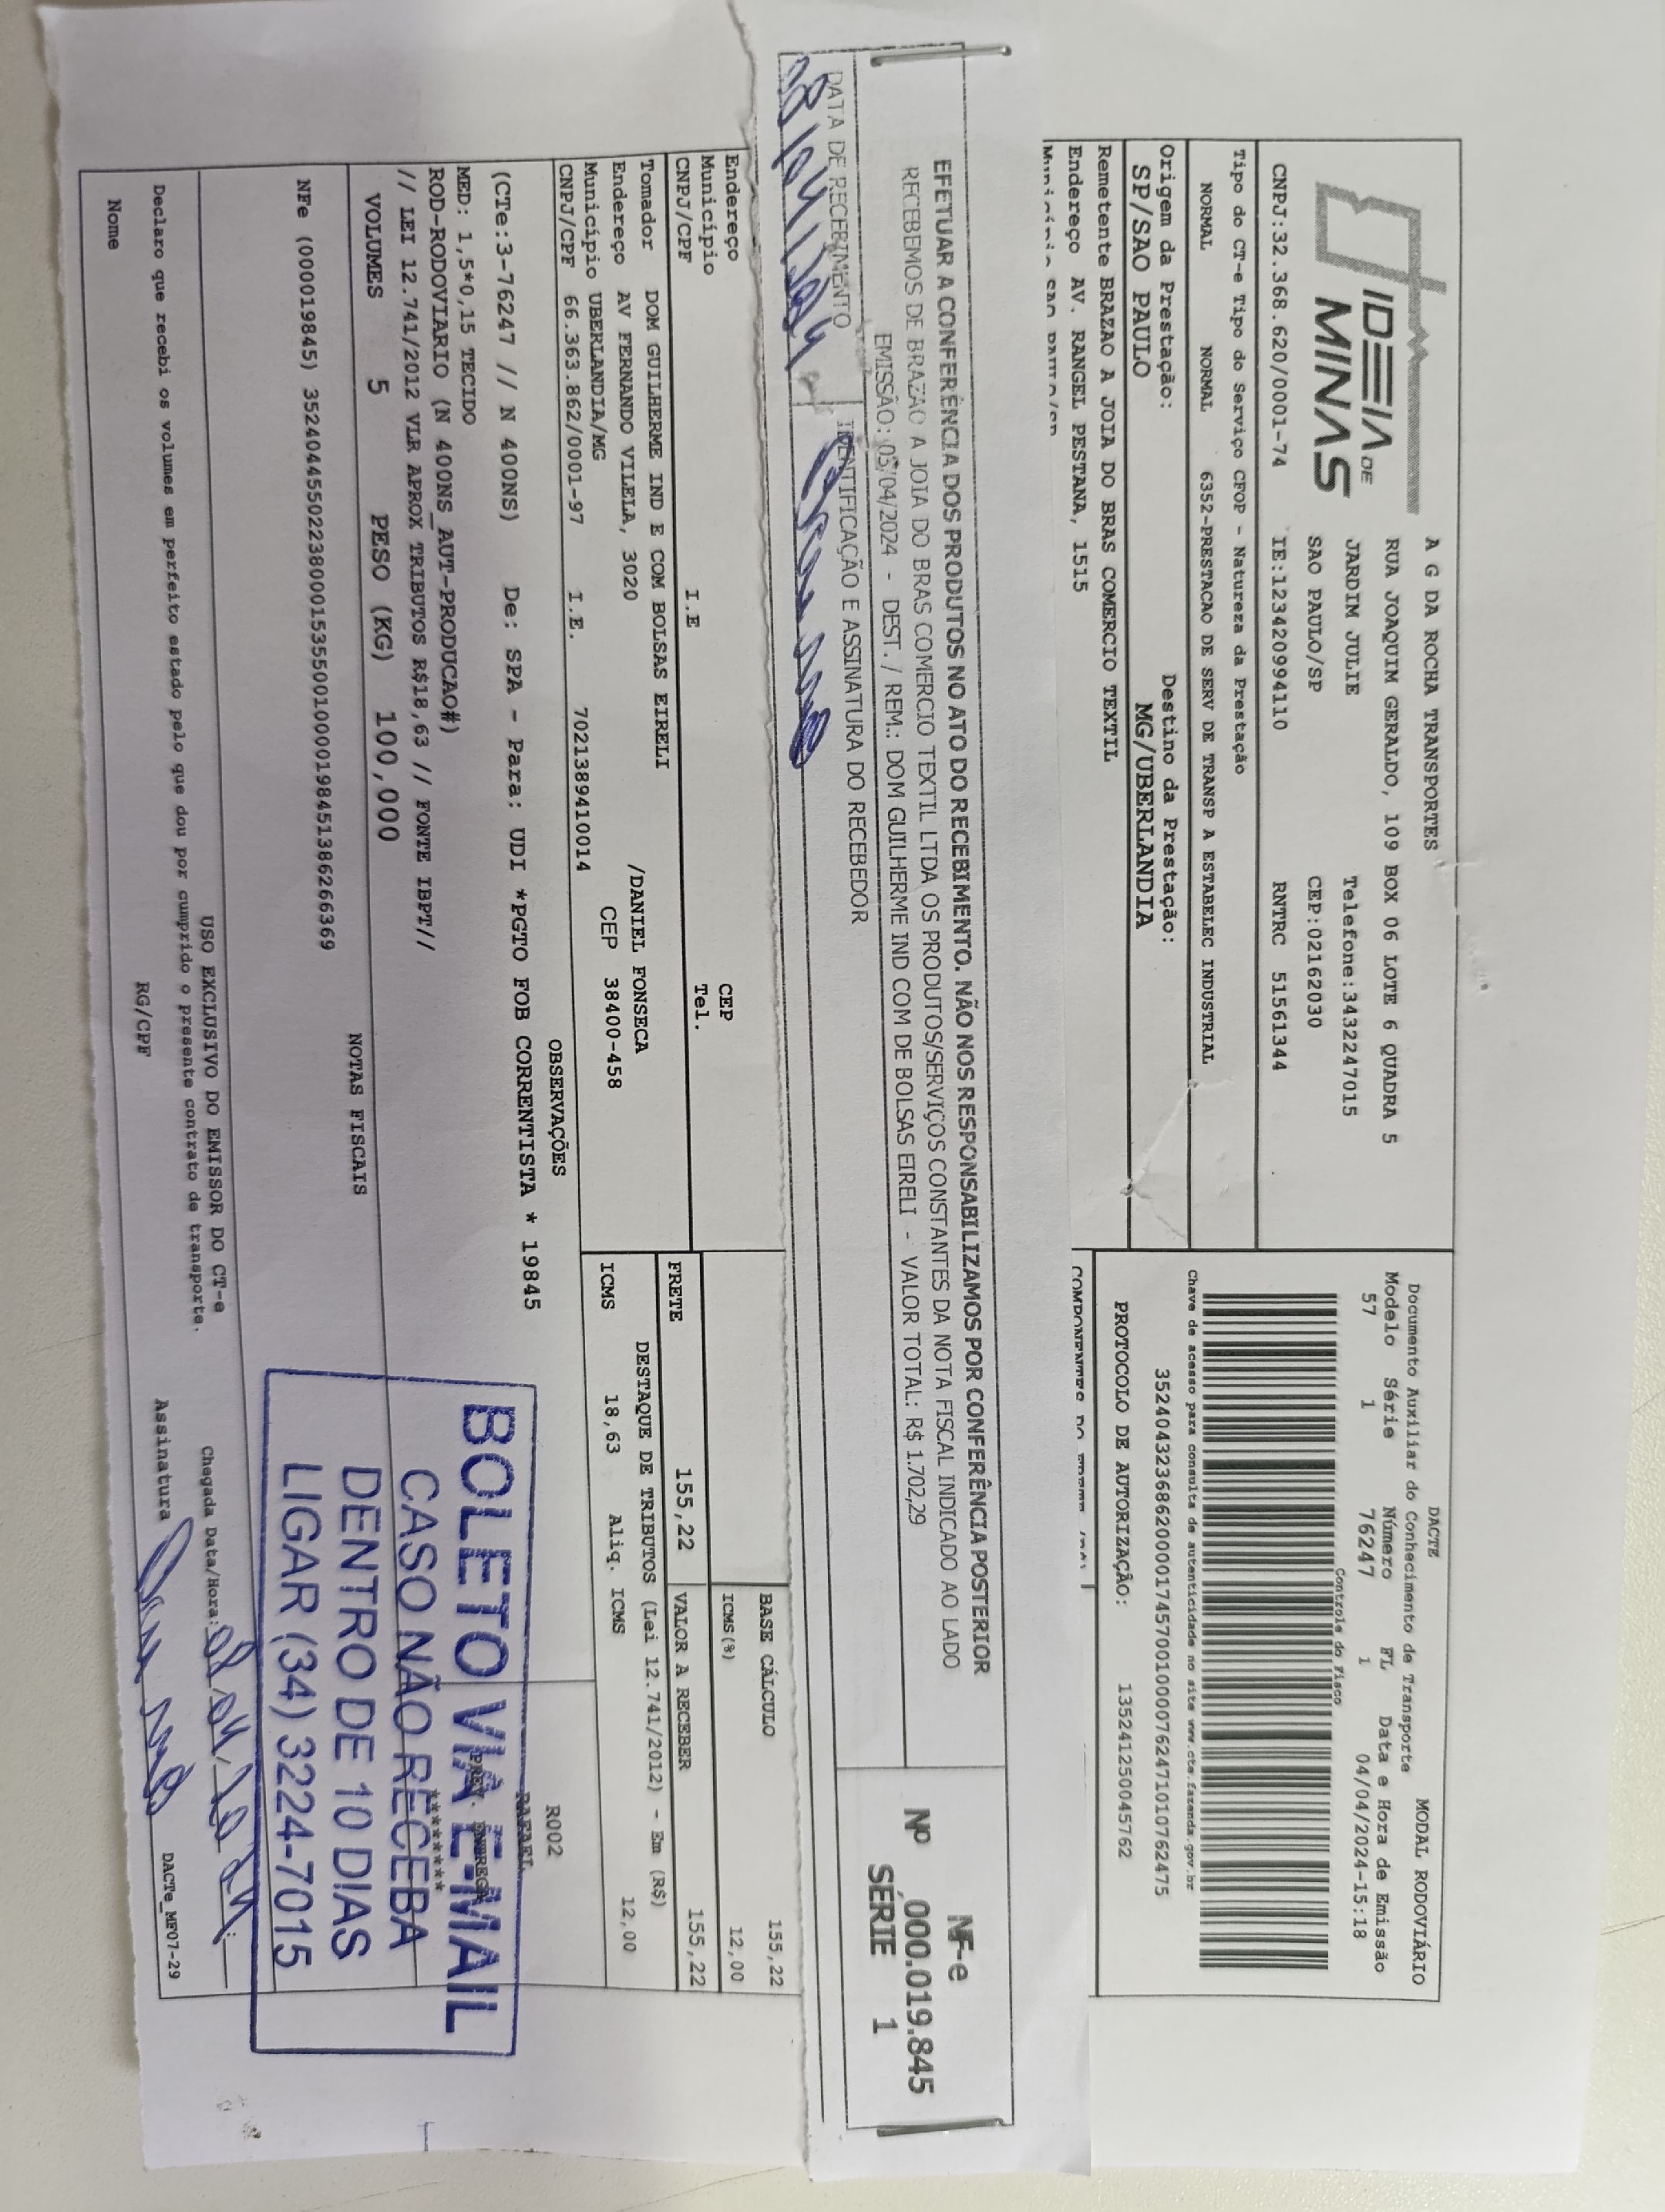 IDEIA DE
MINAS
A G DA ROCHA TRANSPORTES
RUA JOAQUIM GERALDO, 109 BOX 06 LOTE 6 QUADRA 5
JARDIM JULIE Telefone:3432247015
SAO PAULO/SP CEP:02162030
CNPJ:32.368.620/0001-74 IE:123420994110 RNTRC 51561344
DACTE MODAL RODOVIÁRIO
Documento Auxiliar do Conhecimento de Transporte
Modelo Série Número FL Data e Hora de Emissão
57 1 76247 1 04/04/2024-15:18
Controle do Fisco
Tipo do CT-e Tipo do Serviço CFOP - Natureza da Prestação
NORMAL NORMAL 6352-PRESTACAO DE SERV DE TRANSP A ESTABELEC INDUSTRIAL
Chave de acesso para consulta de autenticidade no site www.cte.fazenda.gov.br
35240432368620000174570010000762471010762475
Origem da Prestação: Destino da Prestação:
SP/SAO PAULO MG/UBERLANDIA
PROTOCOLO DE AUTORIZAÇÃO: 135241250045762
Remetente BRAZAO A JOIA DO BRAS COMERCIO TEXTIL
Endereço AV. RANGEL PESTANA, 1515
EFETUAR A CONFERÊNCIA DOS PRODUTOS NO ATO DO RECEBIMENTO. NÃO NOS RESPONSABILIZAMOS POR CONFERÊNCIA POSTERIOR
RECEBEMOS DE BRAZAO A JOIA DO BRAS COMERCIO TEXTIL LTDA OS PRODUTOS/SERVIÇOS CONSTANTES DA NOTA FISCAL INDICADO AO LADO
EMISSÃO: 05/04/2024 - DEST. / REM.: DOM GUILHERME IND COM DE BOLSAS EIRELI - VALOR TOTAL: R$ 1.702,29
NF-e
Nº 000.019.845
SÉRIE 1
DATA DE RECEBIMENTO IDENTIFICAÇÃO E ASSINATURA DO RECEBEDOR
Endereço CEP
Município Tel.
CNPJ/CPF I.E
BASE CÁLCULO 155,22
ICMS(%) 12,00
Tomador DOM GUILHERME IND E COM BOLSAS EIRELI /DANIEL FONSECA
Endereço AV FERNANDO VILELA, 3020 CEP 38400-458
Município UBERLANDIA/MG
CNPJ/CPF 66.363.862/0001-97 I.E. 7021389410014
FRETE 155,22 VALOR A RECEBER 155,22
DESTAQUE DE TRIBUTOS (Lei 12.741/2012) - Em (R$)
ICMS 18,63 Aliq. ICMS 12,00
OBSERVAÇÕES
R002
RAFAEL
(CTe:3-76247 // N 400NS) De: SPA - Para: UDI *PGTO FOB CORRENTISTA * 19845
PREV. ENTREGA
MED: 1,5*0,15 TECIDO
ROD-RODOVIARIO (N 400NS_AUT-PRODUCAO#)
// LEI 12.741/2012 VLR APROX TRIBUTOS R$18,63 // FONTE IBPT//
VOLUMES 5 PESO (KG) 100,000
NOTAS FISCAIS
NFe (000019845) 35240445502238000153550010000198451386266369
BOLETO VIA E-MAIL
CASO NÃO RECEBA
DENTRO DE 10 DIAS
LIGAR (34) 3224-7015
USO EXCLUSIVO DO EMISSOR DO CT-e
Declaro que recebi os volumes em perfeito estado pelo que dou por cumprido o presente contrato de transporte.
Chegada Data/Hora:
Nome RG/CPF Assinatura
DACTe_MF07-29